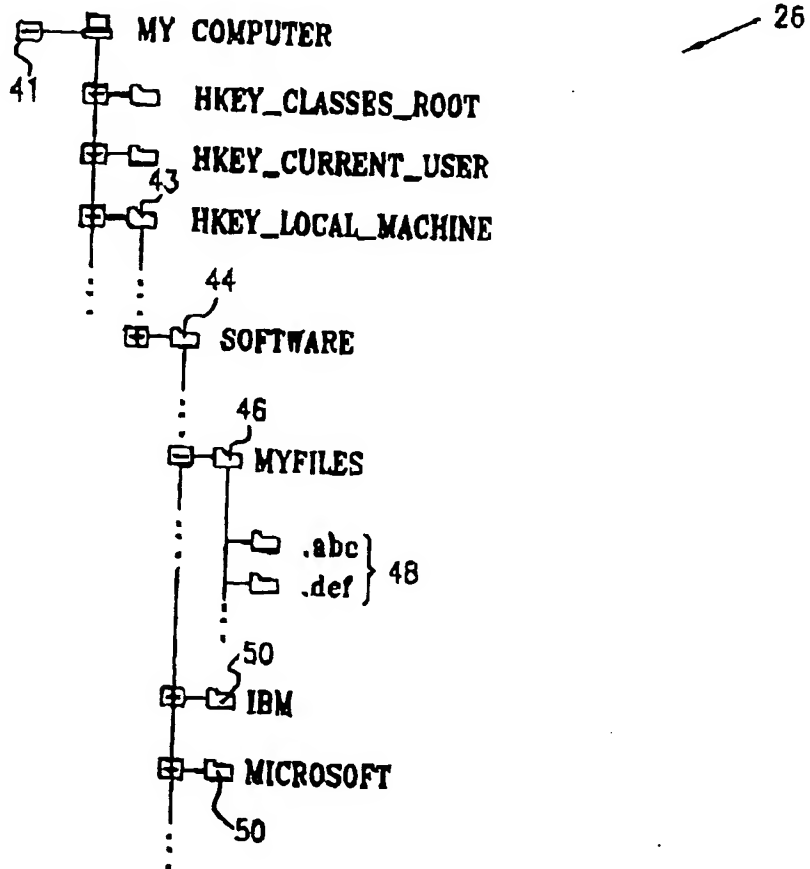 26
MY COMPUTER
41
HKEY_CLASSES_ROOT
HKEY_CURRENT_USER
43
HKEY_LOCAL_MACHINE
44
SOFTWARE
46
MYFILES
.abc
.def
48
50
IBM
MICROSOFT
50